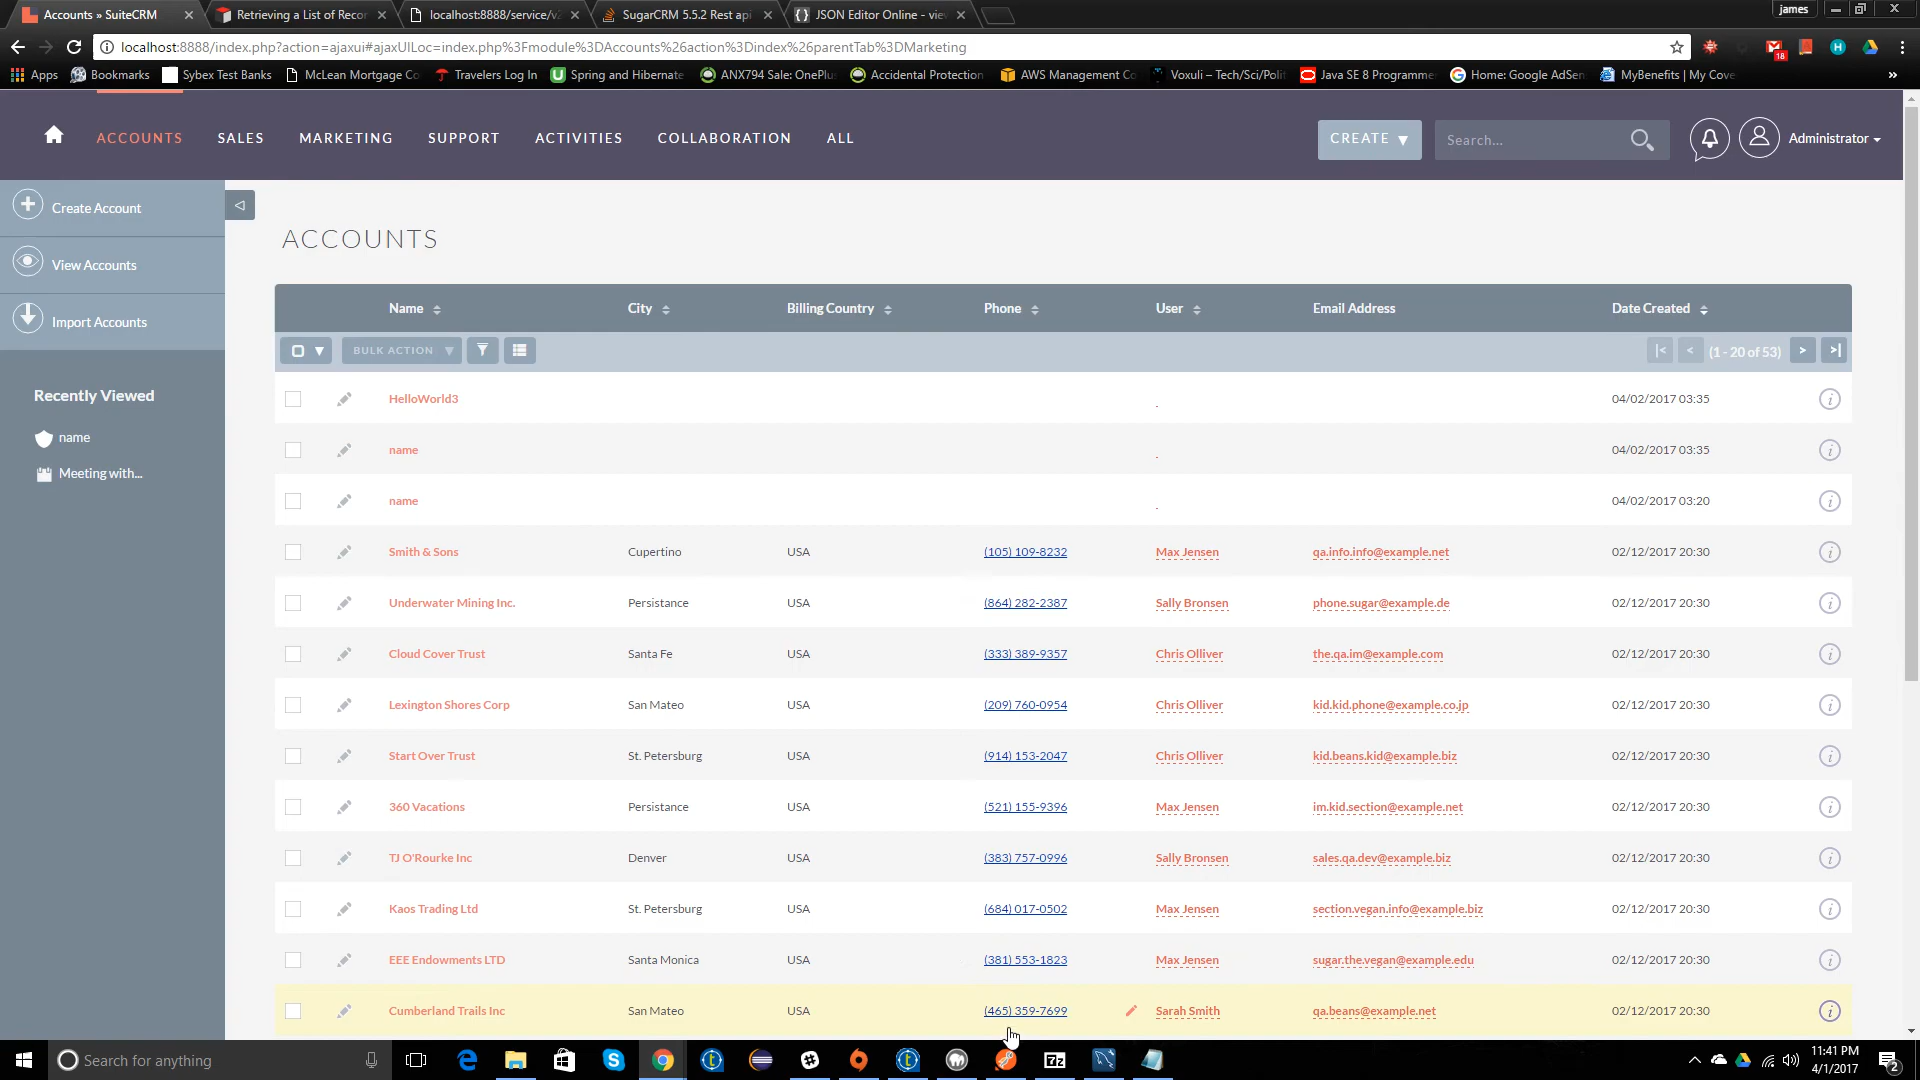 Accounts » SuiteCRM
Retrieving a List of Recor
localhost:8888/service/v
SugarCRM 5.5.2 Rest api
JSON Editor Online - vie
james
localhost:8888/index.php?action=ajaxui#ajaxUILoc=index.php%3Fmodule%3DAccounts%26action%3Dindex%26parentTab%3DMarketing
18
Apps
Bookmarks
Sybex Test Banks
McLean Mortgage Co
Travelers Log In
Spring and Hibernate
ANX794 Sale: OnePlu
Accidental Protection
AWS Management Co
Voxuli – Tech/Sci/Polit
Java SE 8 Programme
Home: Google AdSen
MyBenefits | My Cove
»
ACCOUNTS SALES MARKETING SUPPORT ACTIVITIES COLLABORATION ALL
CREATE
Search...
Administrator
Create Account
View Accounts
Import Accounts
Recently Viewed
name
Meeting with...
ACCOUNTS
Name City Billing Country Phone User Email Address Date Created
BULK ACTION (1 - 20 of 53)
HelloWorld3 . 04/02/2017 03:35
name . 04/02/2017 03:35
name . 04/02/2017 03:20
Smith & Sons Cupertino USA (105) 109-8232 Max Jensen qa.info.info@example.net 02/12/2017 20:30
Underwater Mining Inc. Persistance USA (864) 282-2387 Sally Bronsen phone.sugar@example.de 02/12/2017 20:30
Cloud Cover Trust Santa Fe USA (333) 389-9357 Chris Olliver the.qa.im@example.com 02/12/2017 20:30
Lexington Shores Corp San Mateo USA (209) 760-0954 Chris Olliver kid.kid.phone@example.co.jp 02/12/2017 20:30
Start Over Trust St. Petersburg USA (914) 153-2047 Chris Olliver kid.beans.kid@example.biz 02/12/2017 20:30
360 Vacations Persistance USA (521) 155-9396 Max Jensen im.kid.section@example.net 02/12/2017 20:30
TJ O'Rourke Inc Denver USA (383) 757-0996 Sally Bronsen sales.qa.dev@example.biz 02/12/2017 20:30
Kaos Trading Ltd St. Petersburg USA (684) 017-0502 Max Jensen section.vegan.info@example.biz 02/12/2017 20:30
EEE Endowments LTD Santa Monica USA (381) 553-1823 Max Jensen sugar.the.vegan@example.edu 02/12/2017 20:30
Cumberland Trails Inc San Mateo USA (465) 359-7699 Sarah Smith qa.beans@example.net 02/12/2017 20:30
Search for anything
7z
11:41 PM
4/1/2017
2